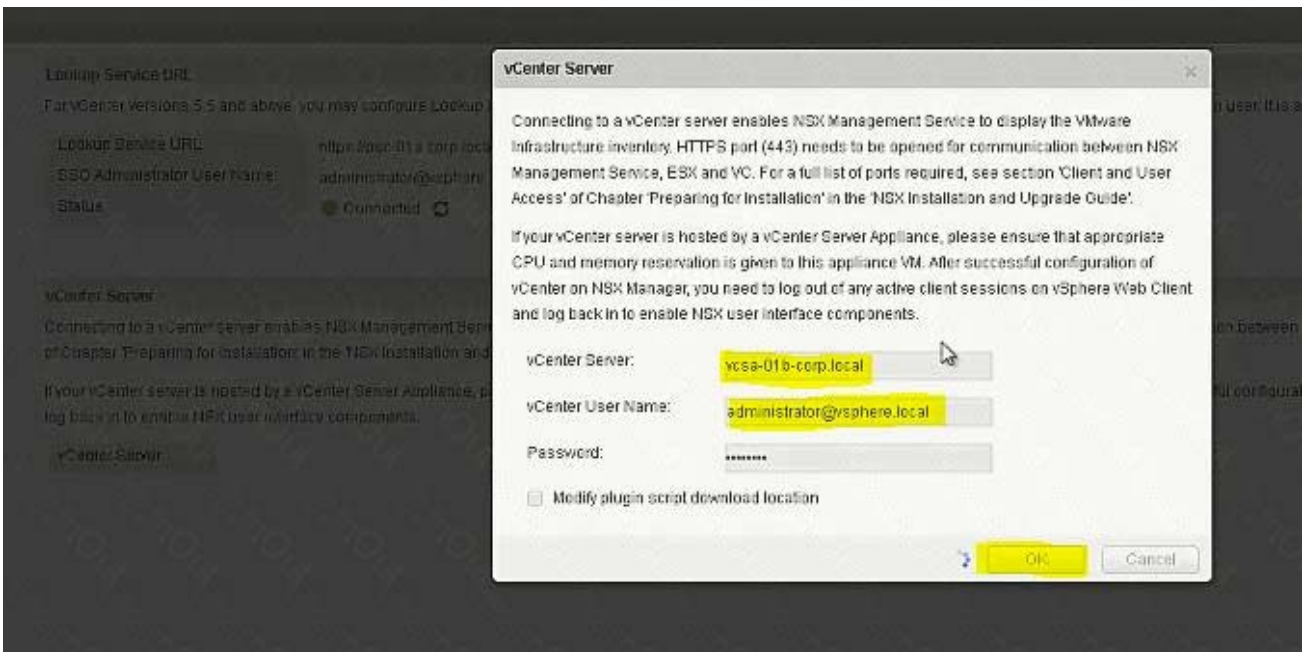 Lookup Service URL
For vCenter versions 5.5 and above, you may configure Lookup
n user. It is a
Lookup Service URL:
SSO Administrator User Name: administrator@vsphere
Status: Connected
vCenter Server
Connecting to a vCenter server enables NSX Management
on between
of Chapter 'Preparing for Installation' in the 'NSX Installation and
If your vCenter server is hosted by a vCenter Server Appliance,
ful configurat
log back in to enable NSX user interface components.
vCenter Server:
vCenter Server
Connecting to a vCenter server enables NSX Management Service to display the VMware
Infrastructure inventory. HTTPS port (443) needs to be opened for communication between NSX
Management Service, ESX and VC. For a full list of ports required, see section 'Client and User
Access' of Chapter 'Preparing for Installation' in the 'NSX Installation and Upgrade Guide'.
If your vCenter server is hosted by a vCenter Server Appliance, please ensure that appropriate
CPU and memory reservation is given to this appliance VM. After successful configuration of
vCenter on NSX Manager, you need to log out of any active client sessions on vSphere Web Client
and log back in to enable NSX user interface components.
vCenter Server: vcsa-01b-corp.local
vCenter User Name: administrator@vsphere.local
Password: ••••••••
Modify plugin script download location
OK Cancel